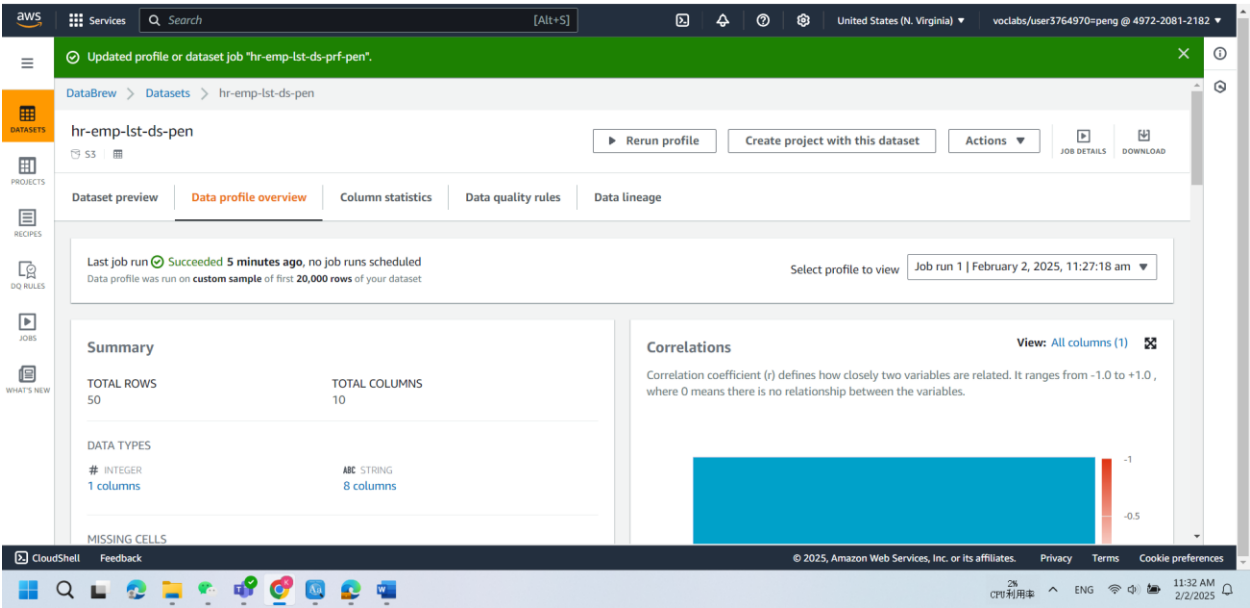 aws
Services
Search
[Alt+S]
United States (N. Virginia) ▼
voclabs/user3764970=peng @ 4972-2081-2182 ▼
Updated profile or dataset job "hr-emp-lst-ds-prf-pen".
DataBrew > Datasets > hr-emp-lst-ds-pen
DATASETS
PROJECTS
RECIPES
DQ RULES
JOBS
WHAT'S NEW
hr-emp-lst-ds-pen
S3
Rerun profile
Create project with this dataset
Actions ▼
JOB DETAILS
DOWNLOAD
Dataset preview
Data profile overview
Column statistics
Data quality rules
Data lineage
Last job run Succeeded 5 minutes ago, no job runs scheduled
Data profile was run on custom sample of first 20,000 rows of your dataset
Select profile to view
Job run 1 | February 2, 2025, 11:27:18 am ▼
Summary
TOTAL ROWS
50
TOTAL COLUMNS
10
DATA TYPES
# INTEGER
1 columns
ABC STRING
8 columns
MISSING CELLS
Correlations
View: All columns (1)
Correlation coefficient (r) defines how closely two variables are related. It ranges from -1.0 to +1.0 ,
where 0 means there is no relationship between the variables.
-1
-0.5
CloudShell
Feedback
© 2025, Amazon Web Services, Inc. or its affiliates.
Privacy
Terms
Cookie preferences
2%
CPU利用率
ENG
11:32 AM
2/2/2025